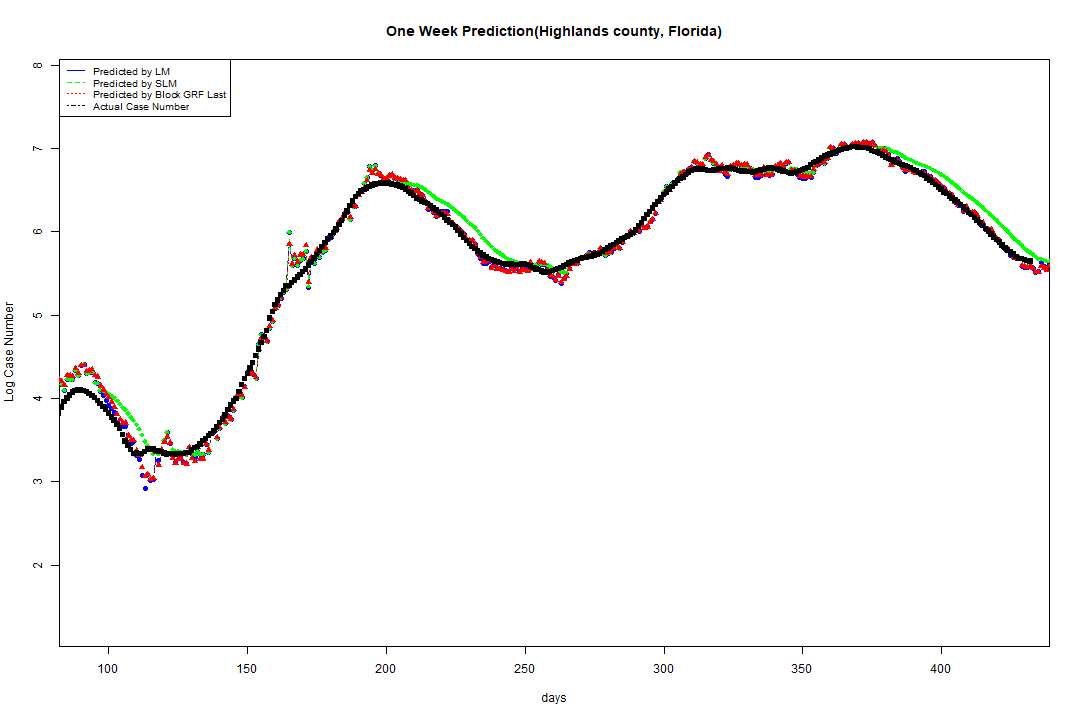 One Week Prediction(Highlands county, Florida)
Predicted by LM
Predicted by SLM
Predicted by Block GRF Last
Actual Case Number
8
7
6
5
4
3
2
Log Case Number
100 150 200 250 300 350 400
days